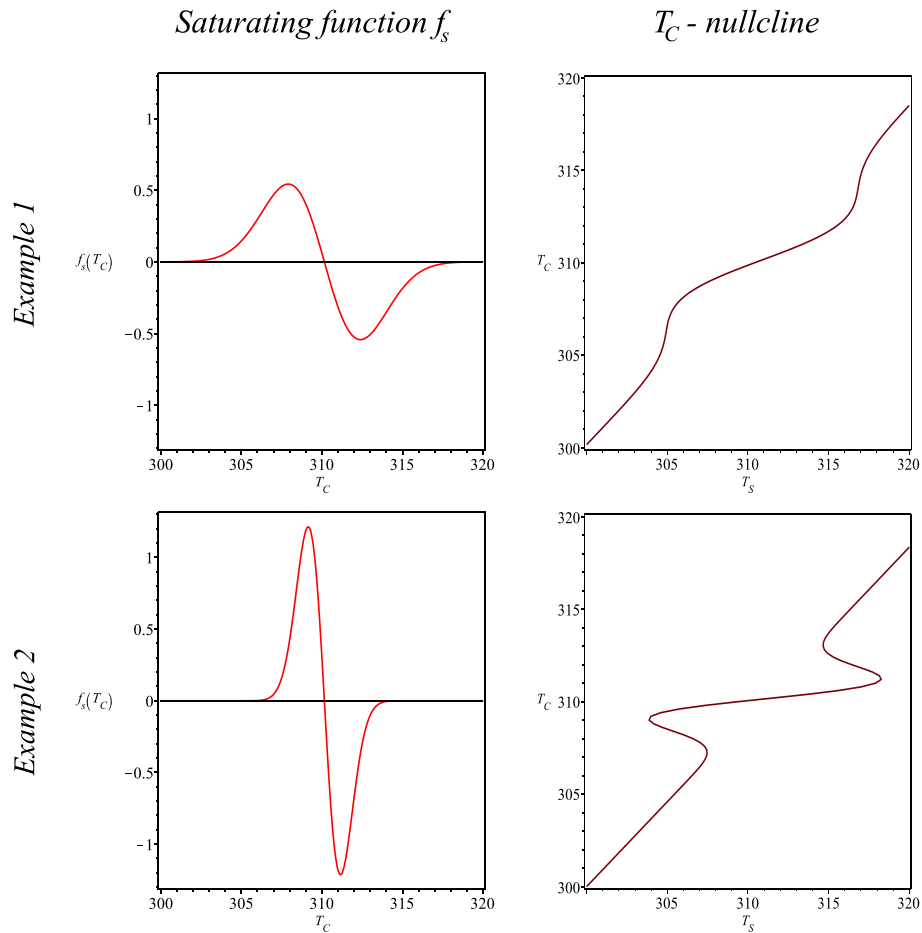 Saturating function f_s
T_C - nullcline
Example 1
1
0.5
f_s(T_C)
0
−0.5
−1
300 305 310 315 320
T_C
320
315
T_C 310
305
300
305 310 315 320
T_S
Example 2
1
0.5
f_s(T_C)
0
−0.5
−1
300 305 310 315 320
T_C
320
315
T_C 310
305
300
305 310 315 320
T_S